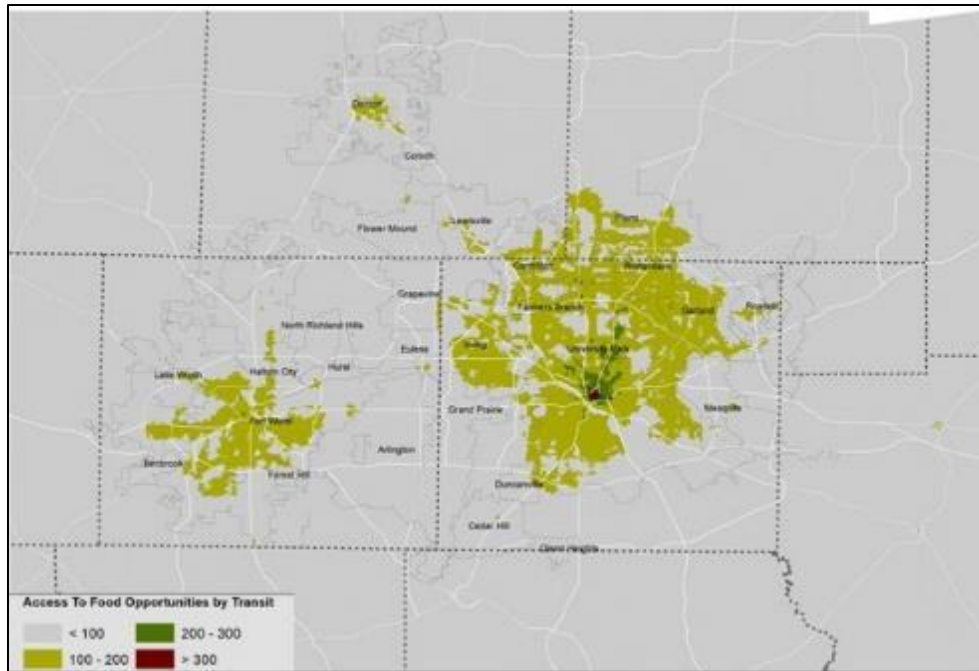 Denton
Corinth
Flower Mound
Lewisville
Plano
Carrollton
Richardson
Grapevine
Farmers Branch
Garland
Rowlett
North Richland Hills
Irving
University Park
Euless
Lake Worth
Haltom City
Hurst
Fort Worth
Grand Prairie
Mesquite
Arlington
Benbrook
Forest Hill
Duncanville
Cedar Hill
Glenn Heights
Access To Food Opportunities by Transit
< 100
200 - 300
100 - 200
> 300